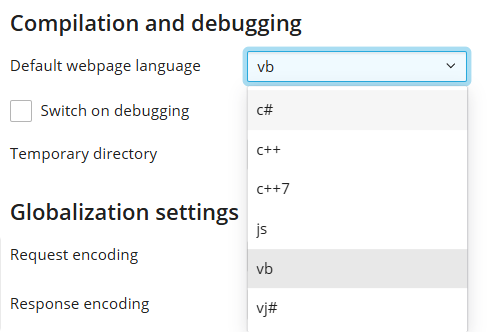 Compilation and debugging
Default webpage language
vb
Switch on debugging
c#
c++
Temporary directory
c++7
Globalization settings
js
Request encoding
vb
Response encoding
vj#